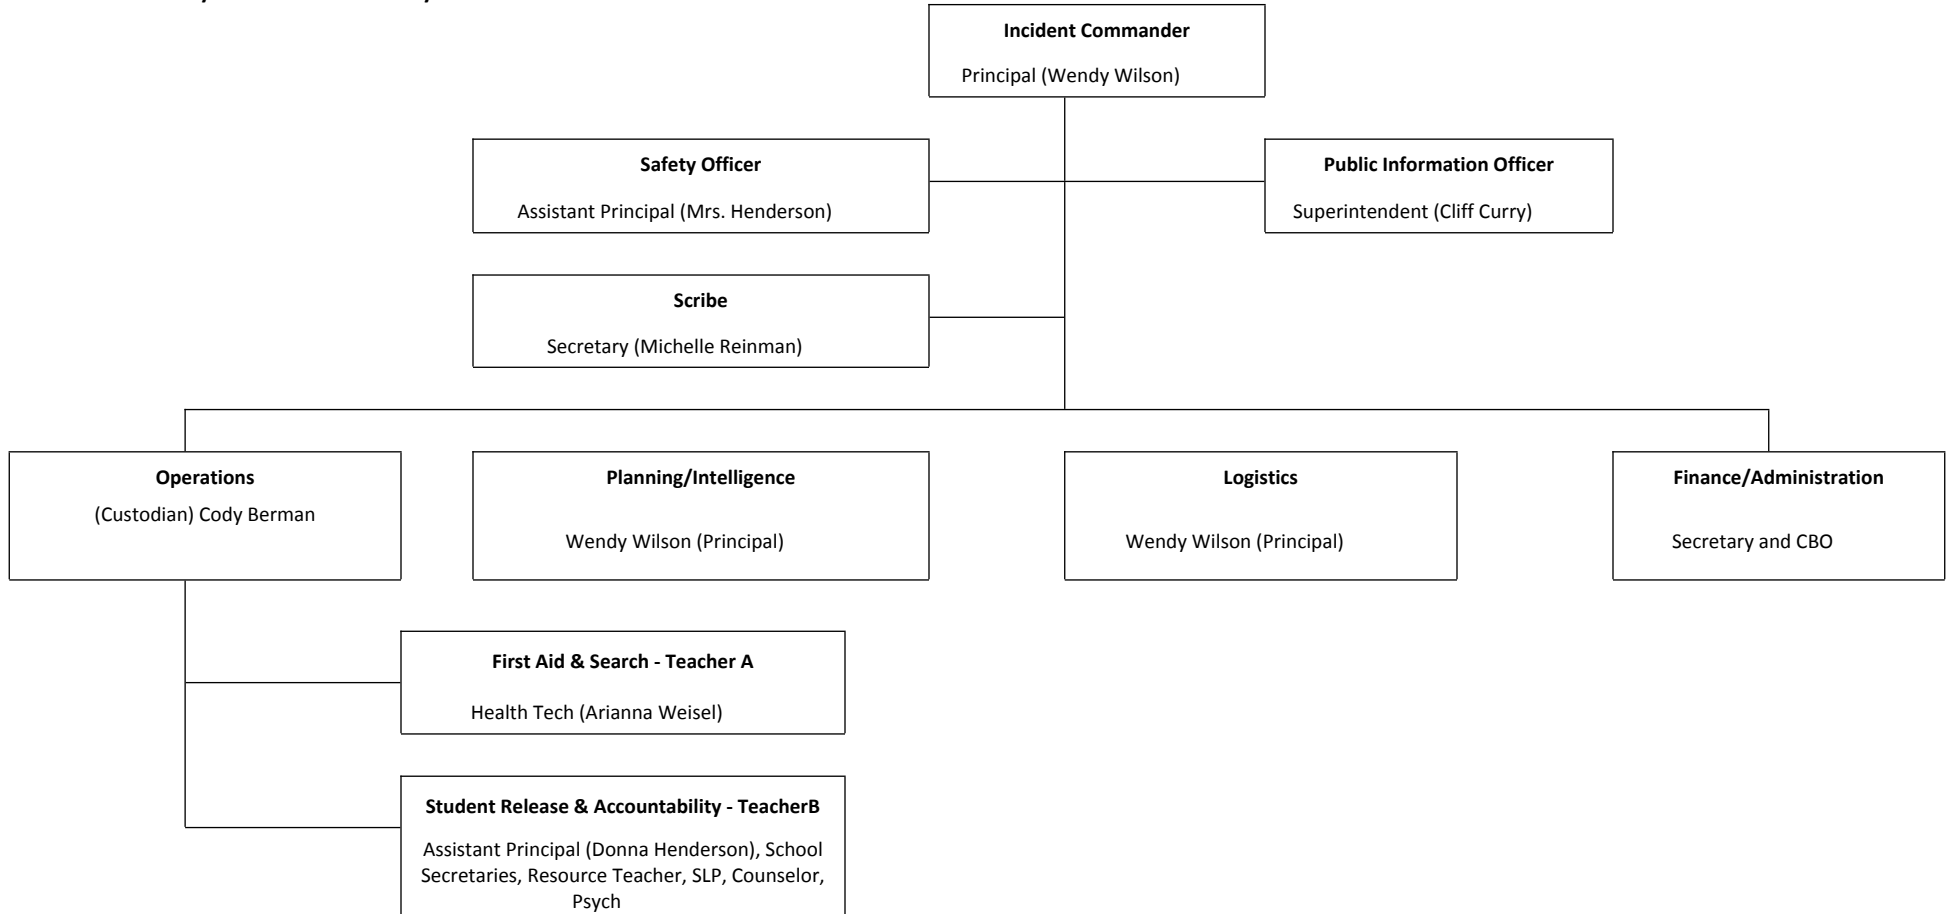 Incident Commander
Principal (Wendy Wilson)
Safety Officer
Assistant Principal (Mrs. Henderson)
Public Information Officer
Superintendent (Cliff Curry)
Scribe
Secretary (Michelle Reinman)
Operations
(Custodian) Cody Berman
Planning/Intelligence
Wendy Wilson (Principal)
Logistics
Wendy Wilson (Principal)
Finance/Administration
Secretary and CBO
First Aid & Search - Teacher A
Health Tech (Arianna Weisel)
Student Release & Accountability - TeacherB
Assistant Principal (Donna Henderson), School
Secretaries, Resource Teacher, SLP, Counselor,
Psych